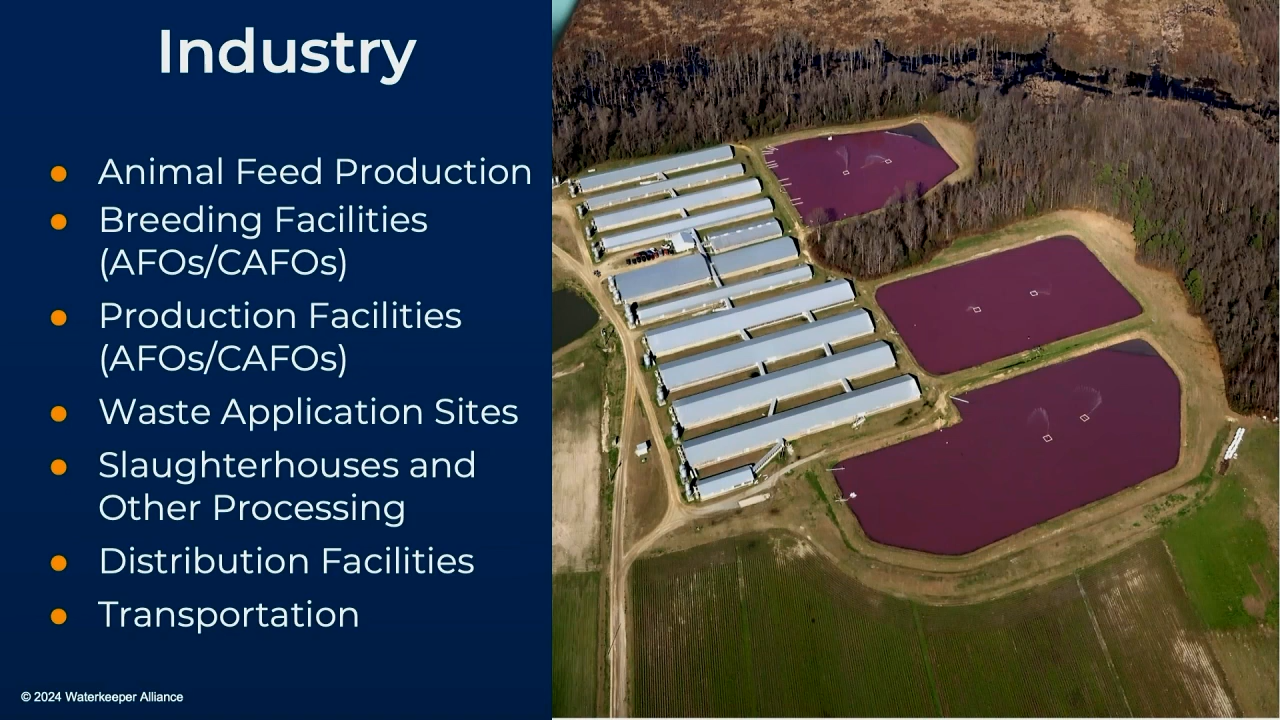 Industry
● Animal Feed Production
● Breeding Facilities
(AFOs/CAFOs)
● Production Facilities
(AFOs/CAFOs)
● Waste Application Sites
● Slaughterhouses and
Other Processing
● Distribution Facilities
● Transportation
© 2024 Waterkeeper Alliance